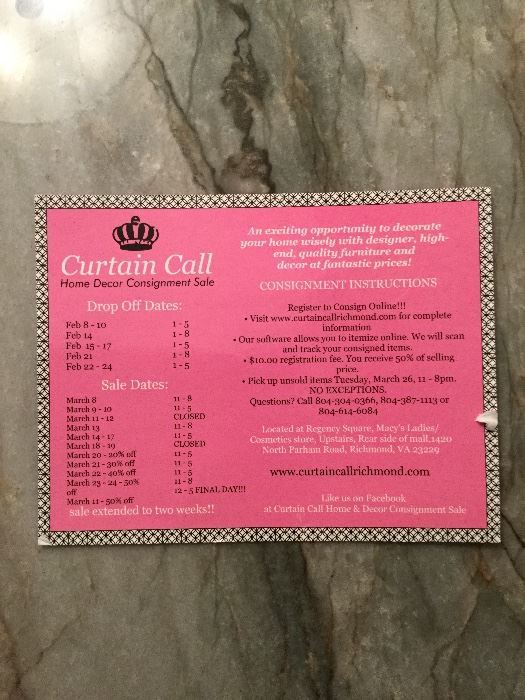 Curtain Call
Home Decor Consignment Sale
Drop Off Dates:
Feb 8 - 10 1 - 5
Feb 14 1 - 8
Feb 15 - 17 1 - 5
Feb 21 1 - 8
Feb 22 - 24 1 - 5
Sale Dates:
March 8 11 - 8
March 9 - 10 11 - 5
March 11 - 12 CLOSED
March 13 11 - 8
March 14 - 17 11 - 5
March 18 - 19 CLOSED
March 20 - 20% off 11 - 5
March 21 - 30% off 11 - 5
March 22 - 40% off 11 - 5
March 23 - 24 - 50% 11 - 8
off 12 - 5 FINAL DAY!!!
March 11 - 50% off
sale extended to two weeks!!
An exciting opportunity to decorate
your home wisely with designer, high-
end, quality furniture and
decor at fantastic prices!
CONSIGNMENT INSTRUCTIONS
Register to Consign Online!!!
• Visit www.curtaincallrichmond.com for complete
information
• Our software allows you to itemize online. We will scan
and track your consigned items.
• $10.00 registration fee. You receive 50% of selling
price.
• Pick up unsold items Tuesday, March 26, 11 - 8pm.
NO EXCEPTIONS.
Questions? Call 804-304-0366, 804-387-1113 or
804-614-6084
Located at Regency Square, Macy's Ladies/
Cosmetics store, Upstairs, Rear side of mall,1420
North Parham Road, Richmond, VA 23229
www.curtaincallrichmond.com
Like us on Facebook
at Curtain Call Home & Decor Consignment Sale